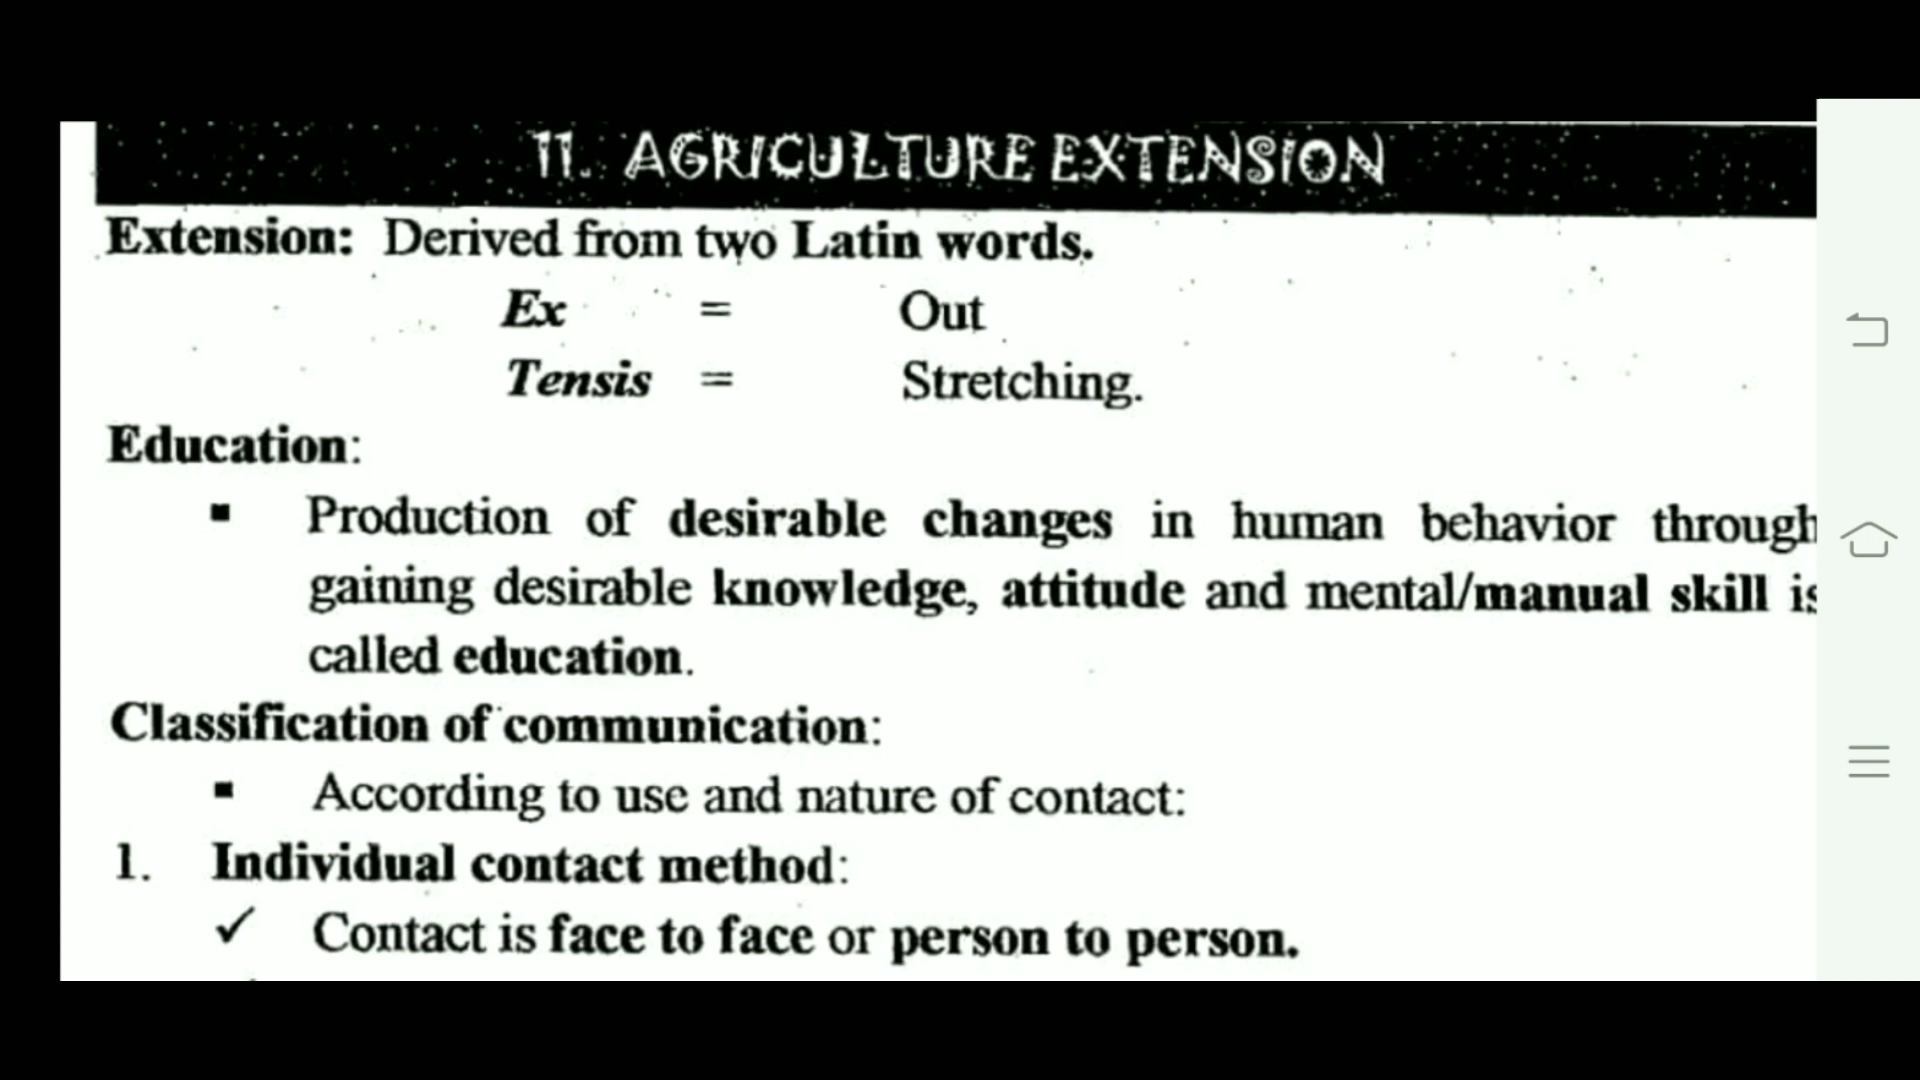 11. AGRICULTURE EXTENSION
Extension: Derived from two Latin words.
Ex = Out
Tensis = Stretching.
Education:
▪ Production of desirable changes in human behavior through
gaining desirable knowledge, attitude and mental/manual skill is
called education.
Classification of communication:
▪ According to use and nature of contact:
1. Individual contact method:
✓ Contact is face to face or person to person.